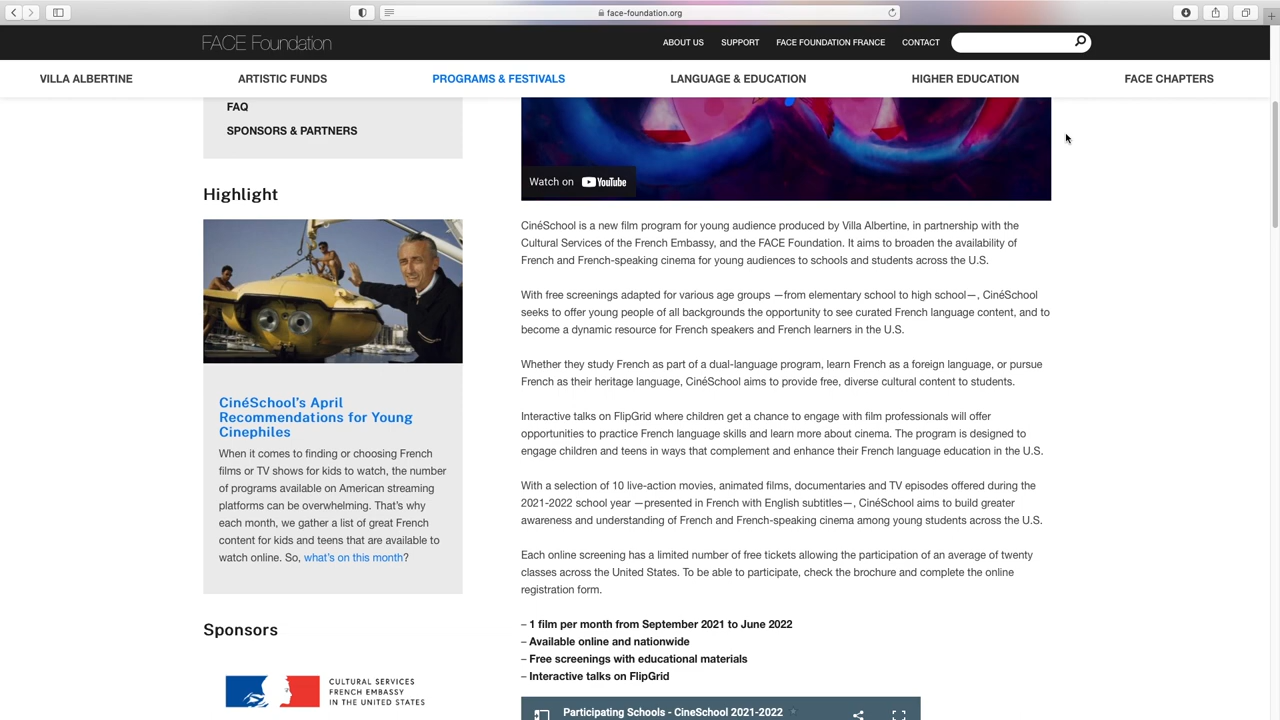 face-foundation.org
FACE Foundation
ABOUT US SUPPORT FACE FOUNDATION FRANCE CONTACT
VILLA ALBERTINE ARTISTIC FUNDS PROGRAMS & FESTIVALS LANGUAGE & EDUCATION HIGHER EDUCATION FACE CHAPTERS
FAQ
SPONSORS & PARTNERS
Highlight
CinéSchool's April
Recommendations for Young
Cinephiles
When it comes to finding or choosing French
films or TV shows for kids to watch, the number
of programs available on American streaming
platforms can be overwhelming. That's why
each month, we gather a list of great French
content for kids and teens that are available to
watch online. So, what's on this month?
Sponsors
CULTURAL SERVICES
FRENCH EMBASSY
IN THE UNITED STATES
Watch on YouTube
CinéSchool is a new film program for young audience produced by Villa Albertine, in partnership with the
Cultural Services of the French Embassy, and the FACE Foundation. It aims to broaden the availability of
French and French-speaking cinema for young audiences to schools and students across the U.S.
With free screenings adapted for various age groups —from elementary school to high school—, CinéSchool
seeks to offer young people of all backgrounds the opportunity to see curated French language content, and to
become a dynamic resource for French speakers and French learners in the U.S.
Whether they study French as part of a dual-language program, learn French as a foreign language, or pursue
French as their heritage language, CinéSchool aims to provide free, diverse cultural content to students.
Interactive talks on FlipGrid where children get a chance to engage with film professionals will offer
opportunities to practice French language skills and learn more about cinema. The program is designed to
engage children and teens in ways that complement and enhance their French language education in the U.S.
With a selection of 10 live-action movies, animated films, documentaries and TV episodes offered during the
2021-2022 school year —presented in French with English subtitles—, CinéSchool aims to build greater
awareness and understanding of French and French-speaking cinema among young students across the U.S.
Each online screening has a limited number of free tickets allowing the participation of an average of twenty
classes across the United States. To be able to participate, check the brochure and complete the online
registration form.
– 1 film per month from September 2021 to June 2022
– Available online and nationwide
– Free screenings with educational materials
– Interactive talks on FlipGrid
Participating Schools - CineSchool 2021-2022